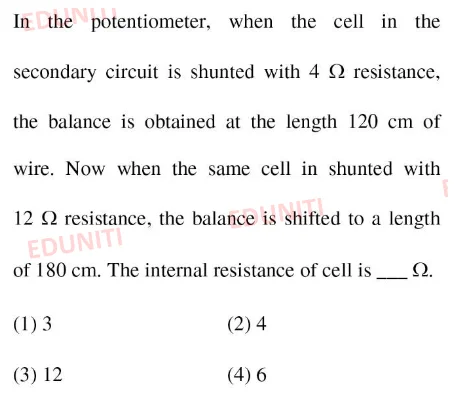 EDUNITI
In the potentiometer, when the cell in the
secondary circuit is shunted with 4 Ω resistance,
the balance is obtained at the length 120 cm of
wire. Now when the same cell in shunted with
12 Ω resistance, the balance is shifted to a length
EDUNITI
EDUNITI
of 180 cm. The internal resistance of cell is ___ Ω.
(1) 3 (2) 4
(3) 12 (4) 6